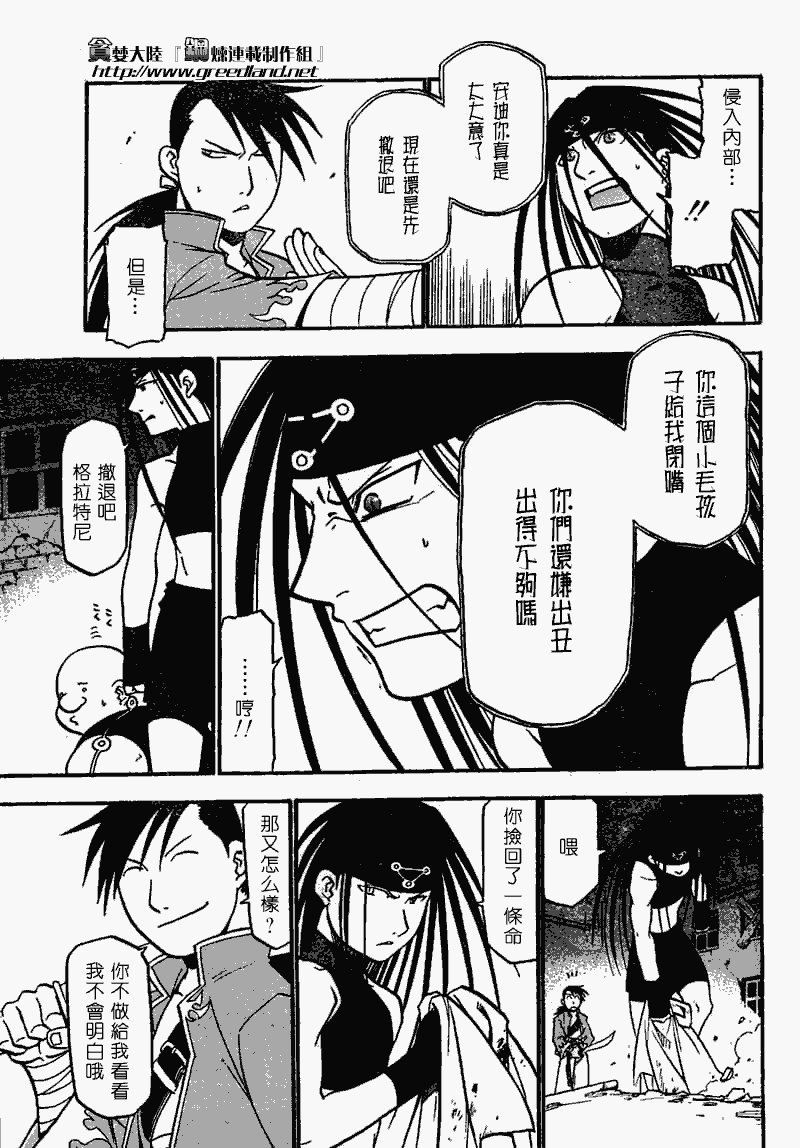 貪婪大陸『鋼煉連載制作組』
http://www.greedland.net
侵入內部…
!!
安迪你真是
太大意了
現在還是先
撤退吧
但是…
你這個小毛孩
子給我閉嘴
你們還嫌出丑
出得不夠嗎
……哼!!
撤退吧
格拉特尼
喂
你撿回了一條命
那又怎么樣?
你不做給我看看
我不會明白哦